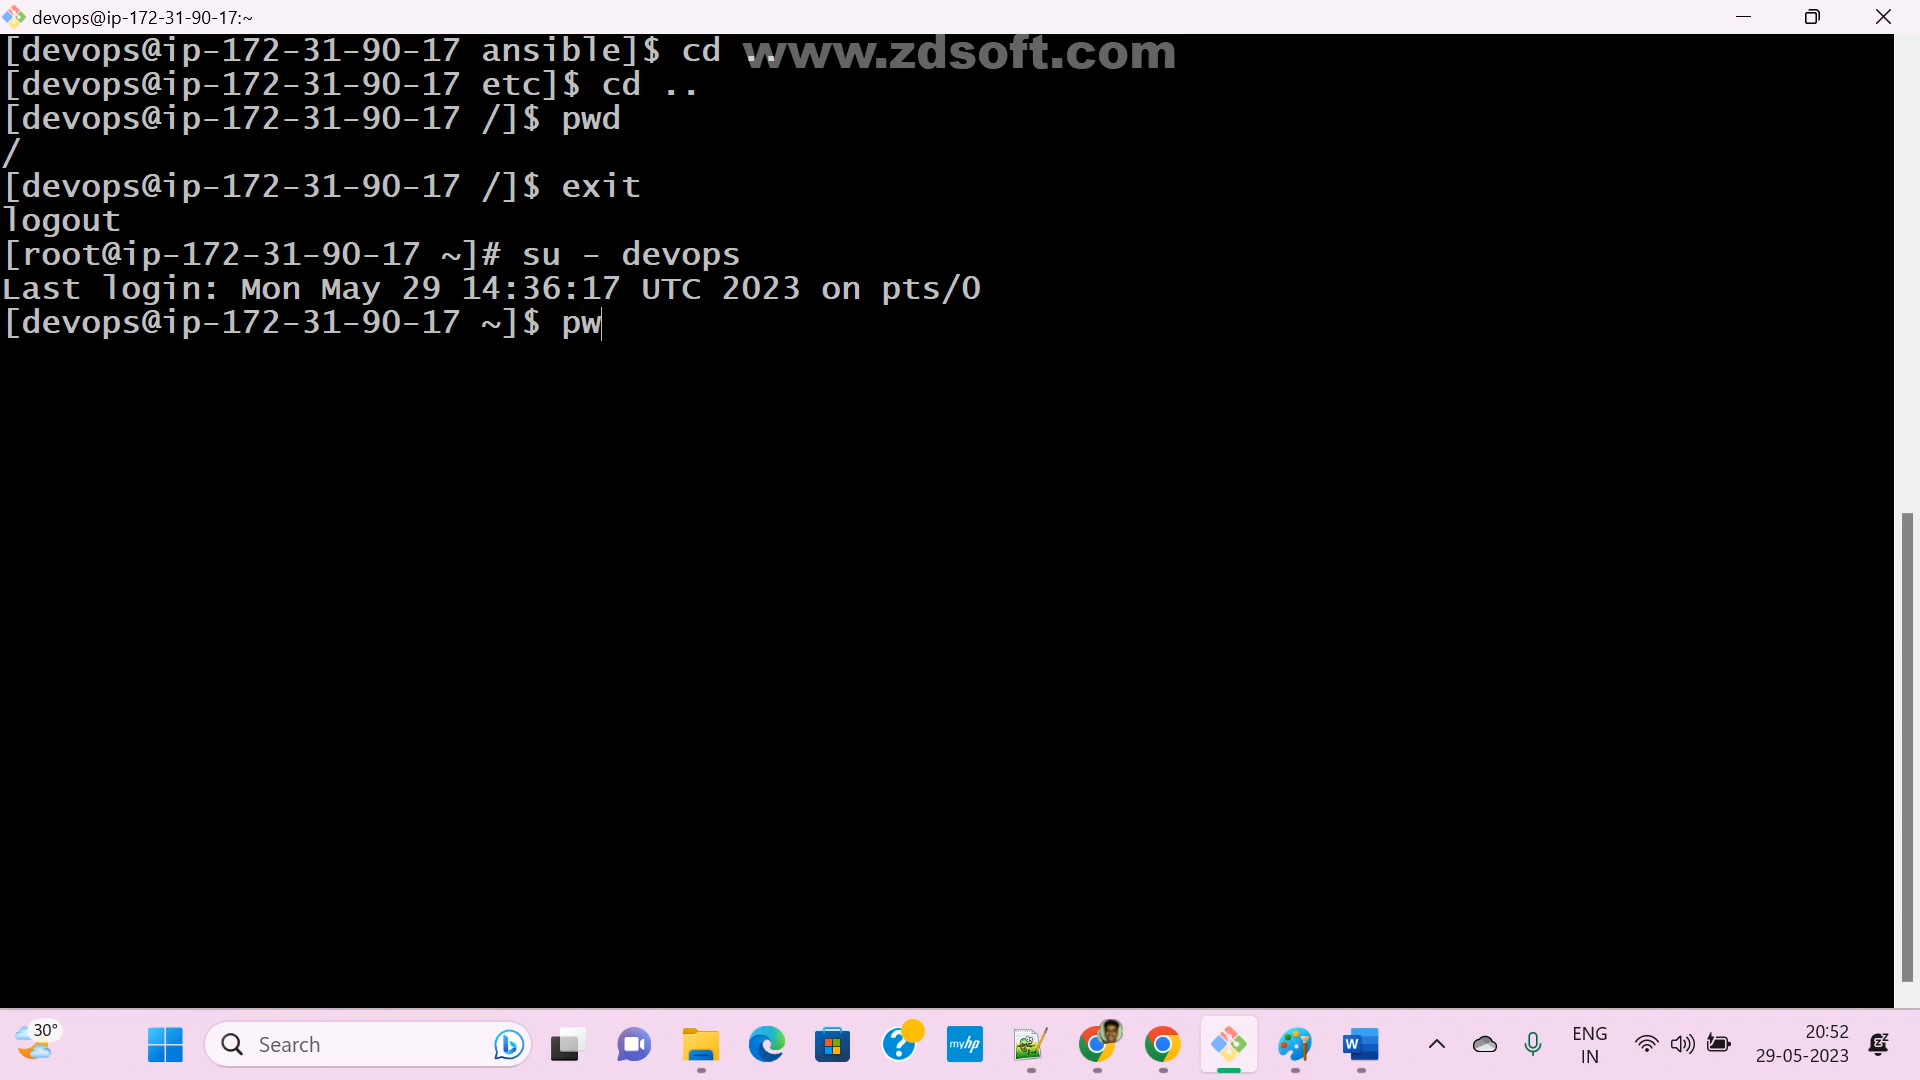 devops@ip-172-31-90-17:~
[devops@ip-172-31-90-17 ansible]$ cd ..
www.zdsoft.com
[devops@ip-172-31-90-17 etc]$ cd ..
[devops@ip-172-31-90-17 /]$ pwd
/
[devops@ip-172-31-90-17 /]$ exit
logout
[root@ip-172-31-90-17 ~]# su - devops
Last login: Mon May 29 14:36:17 UTC 2023 on pts/0
[devops@ip-172-31-90-17 ~]$ pw
30°
Search
myhp
W
ENG
IN
20:52
29-05-2023